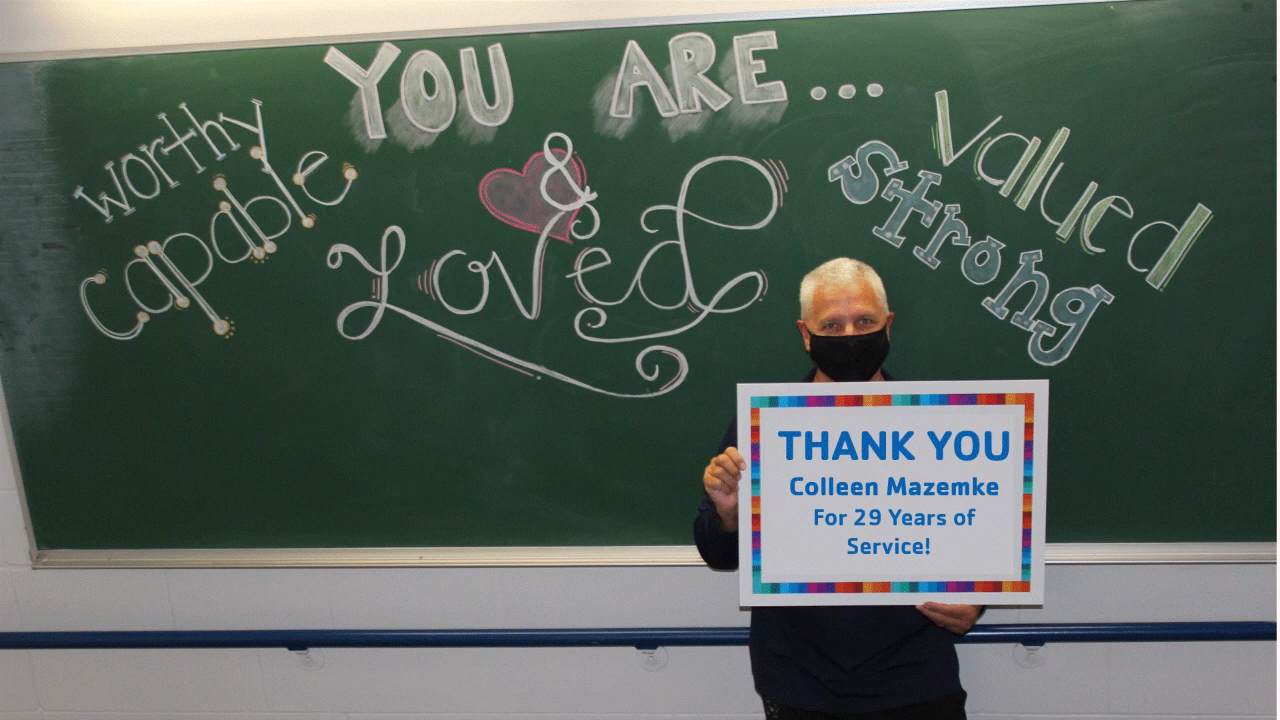 YOU ARE...
worthy
capable
& Loved
Valued
Strong
THANK YOU
Colleen Mazemke
For 29 Years of
Service!